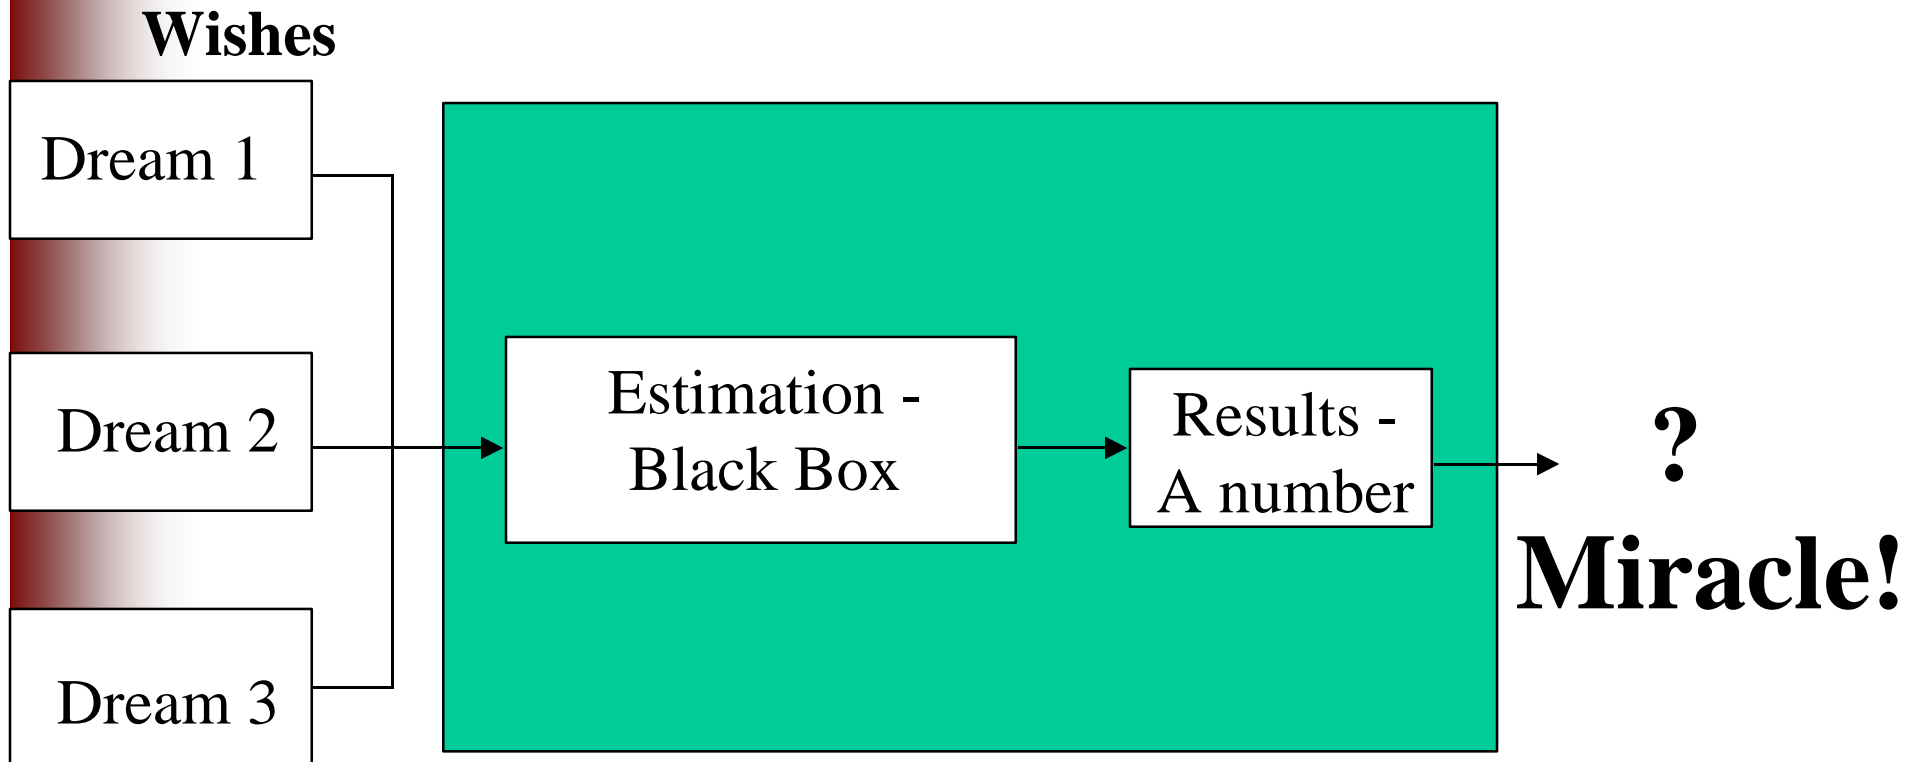 Wishes
Dream 1
Dream 2
Dream 3
Estimation -
Black Box
Results -
A number
?
Miracle!